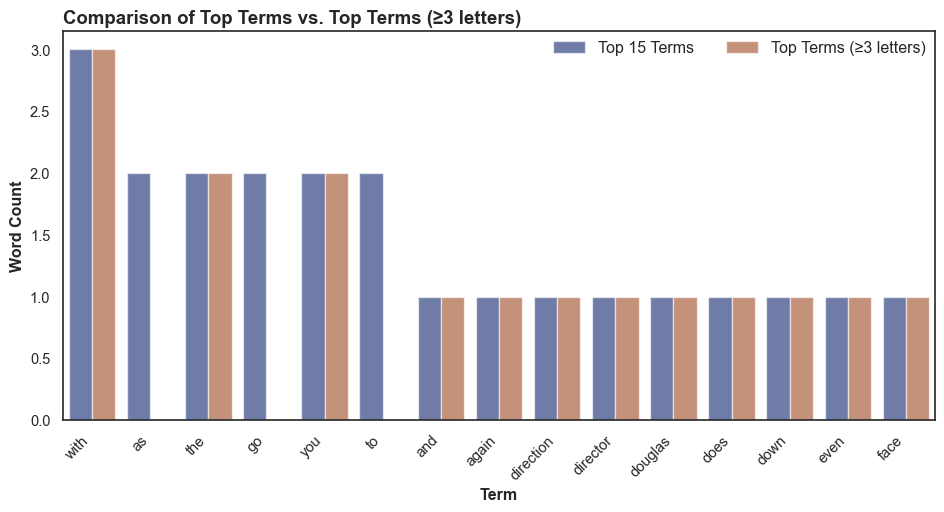 Comparison of Top Terms vs. Top Terms (≥3 letters)
Top 15 Terms
Top Terms (≥3 letters)
3.0
2.5
2.0
1.5
1.0
0.5
0.0
Word Count
with
as
the
go
you
to
and
again
direction
director
douglas
does
down
even
face
Term